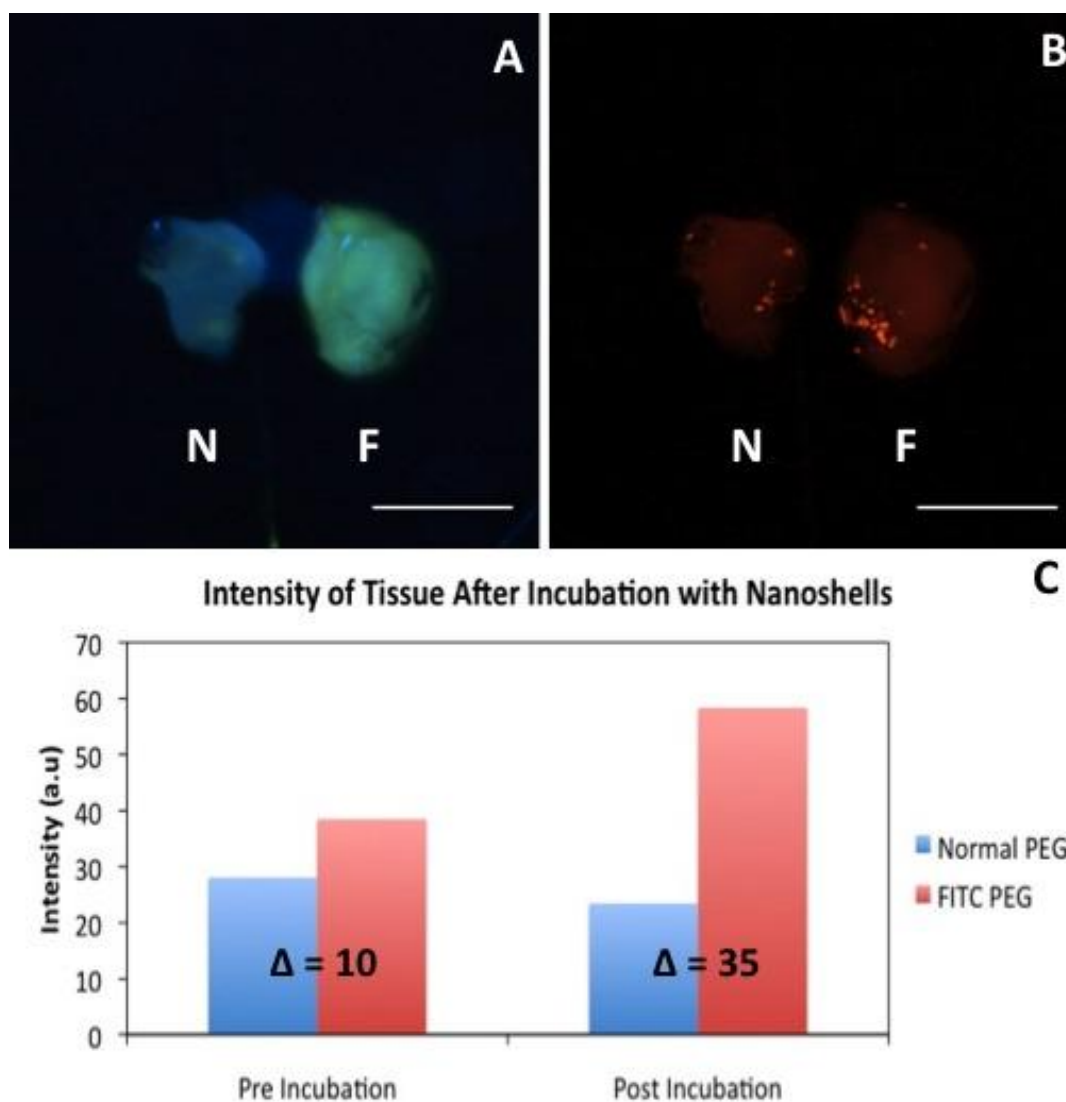 A
B
N
F
N
F
C
Intensity of Tissue After Incubation with Nanoshells
70
60
50
40
30
20
10
0
Intensity (a.u)
Δ = 10
Δ = 35
Normal PEG
FITC PEG
Pre Incubation
Post Incubation